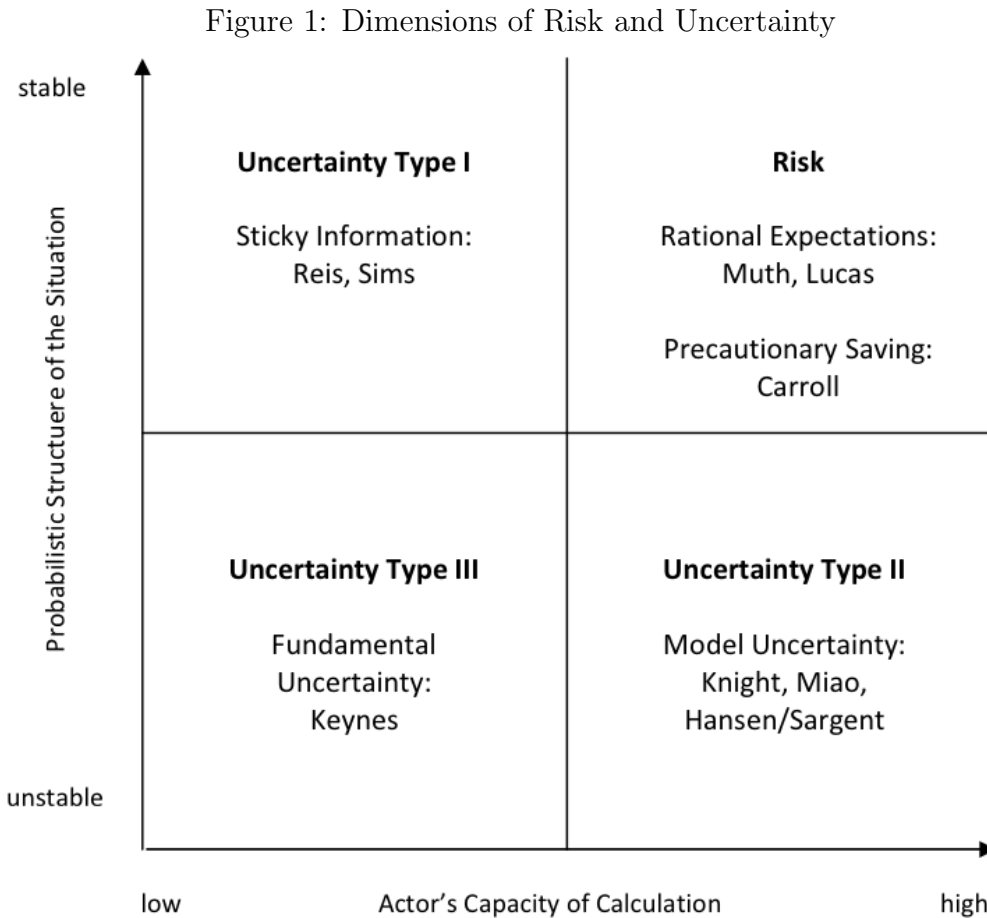 Figure 1: Dimensions of Risk and Uncertainty
stable
Probabilistic Structuere of the Situation
Uncertainty Type I
Sticky Information:
Reis, Sims
Risk
Rational Expectations:
Muth, Lucas
Precautionary Saving:
Carroll
Uncertainty Type III
Fundamental
Uncertainty:
Keynes
Uncertainty Type II
Model Uncertainty:
Knight, Miao,
Hansen/Sargent
unstable
low
Actor’s Capacity of Calculation
high